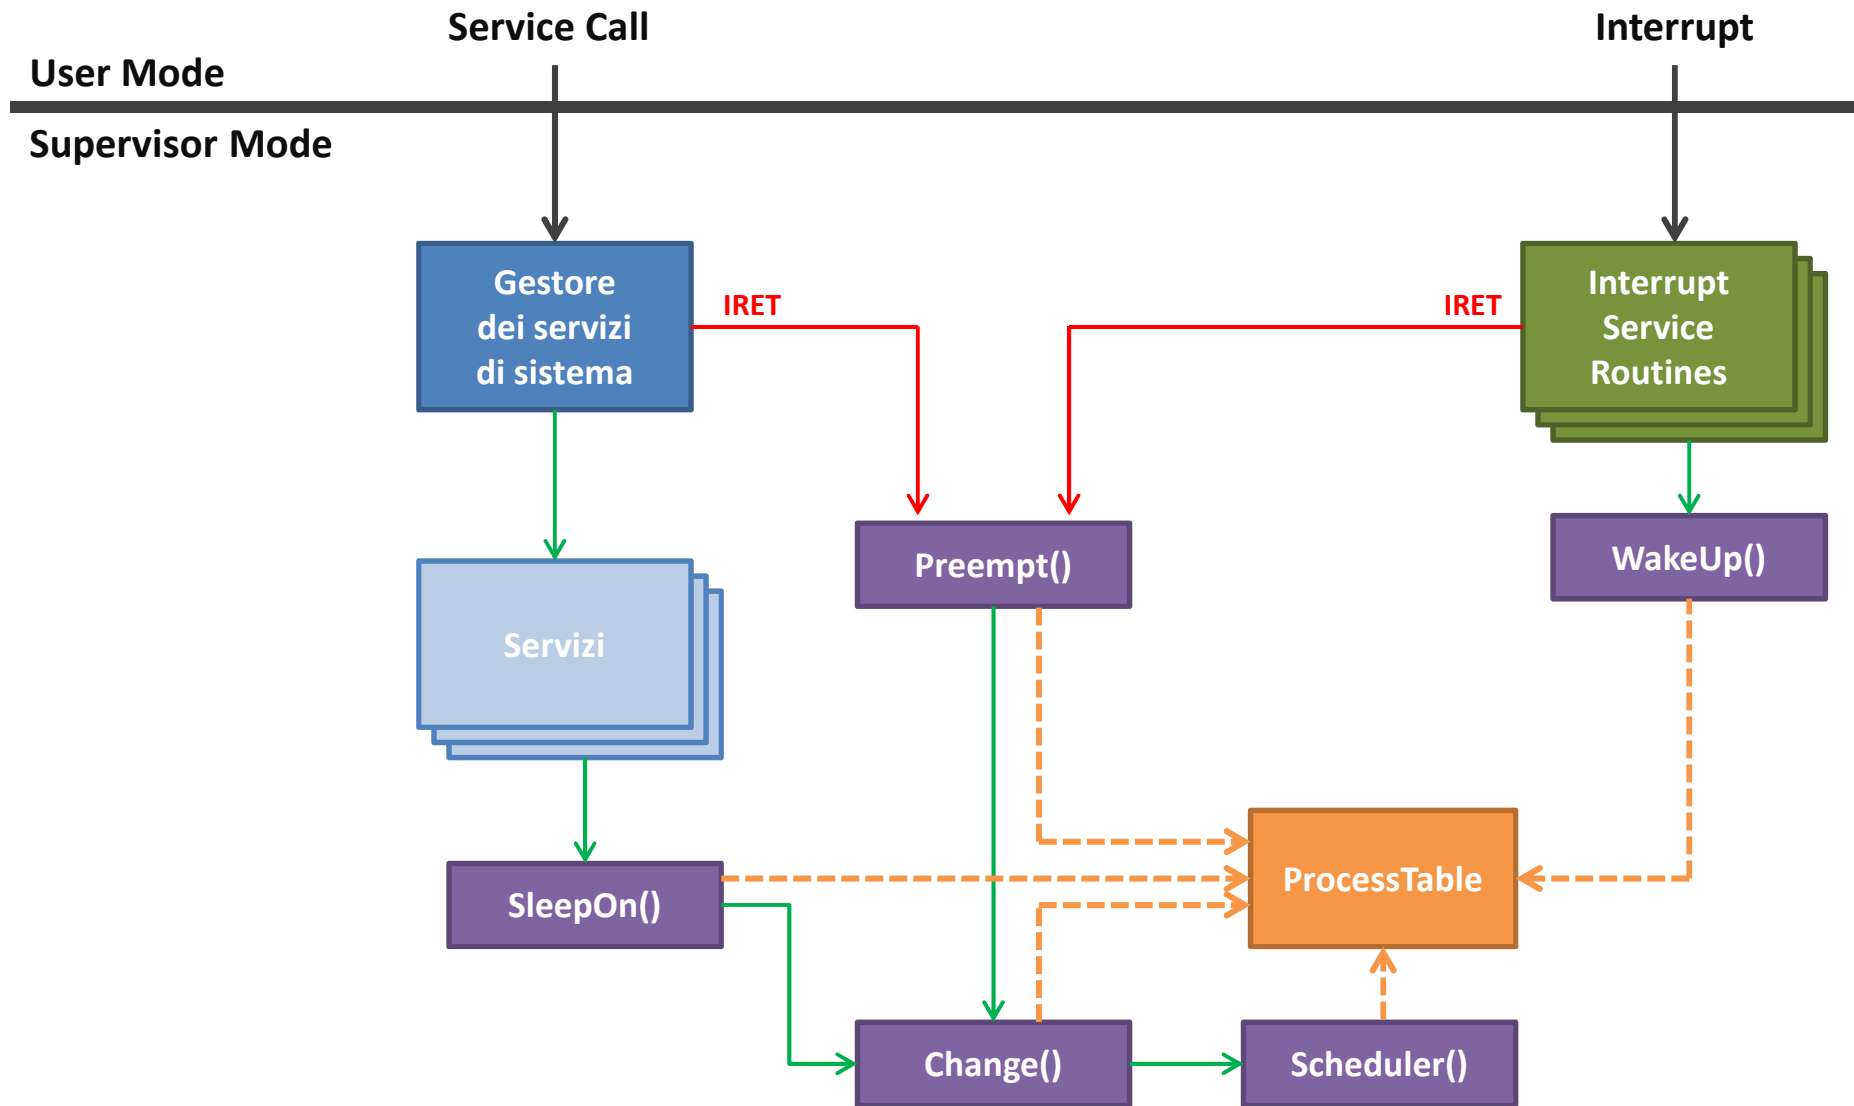 Service Call
Interrupt
User Mode
Supervisor Mode
Gestore
dei servizi
di sistema
IRET
IRET
Interrupt
Service
Routines
Preempt()
WakeUp()
Servizi
ProcessTable
SleepOn()
Change()
Scheduler()